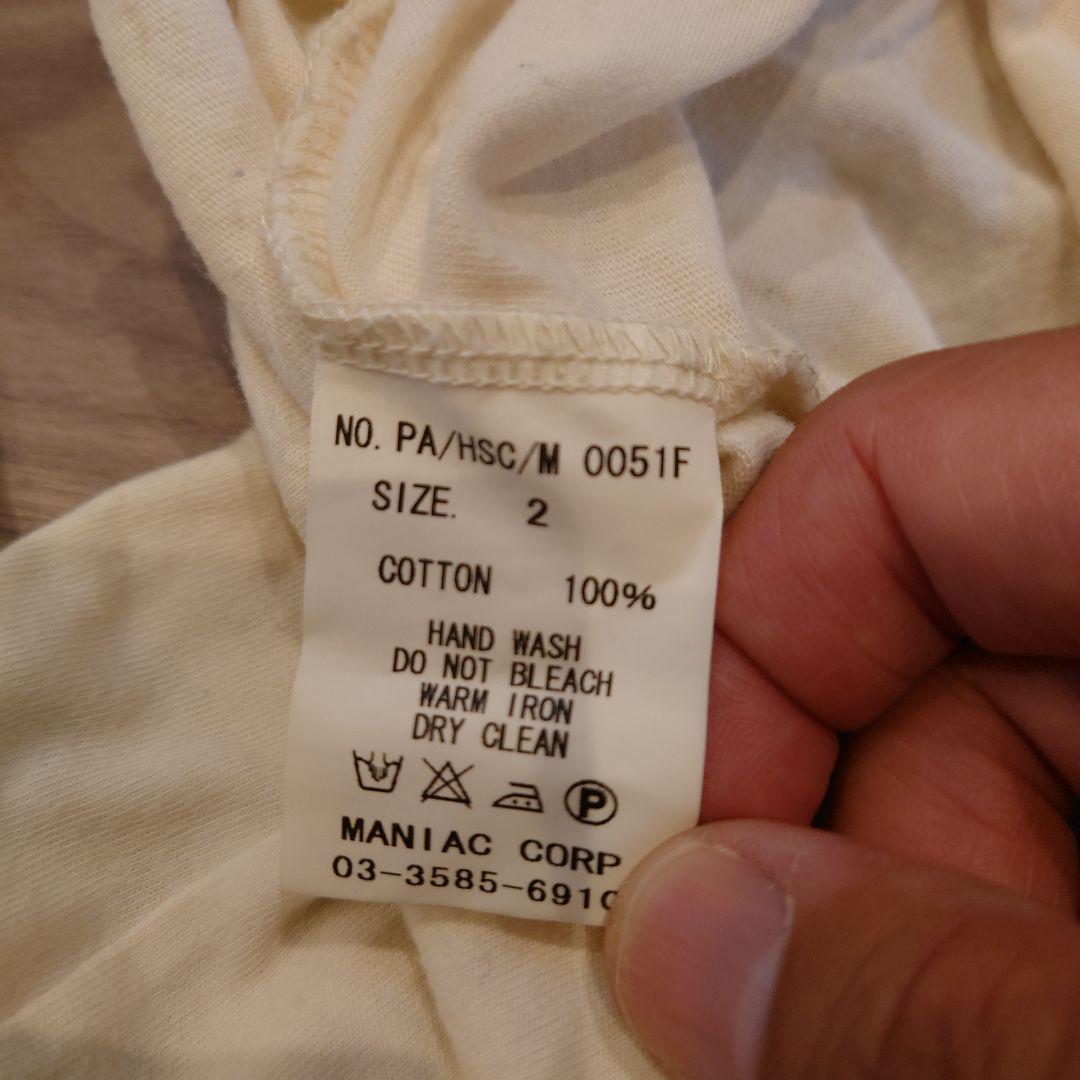 NO. PA/HSC/M 0051F
SIZE. 2
COTTON 100%
HAND WASH
DO NOT BLEACH
WARM IRON
DRY CLEAN
P
MANIAC CORP
03-3585-691